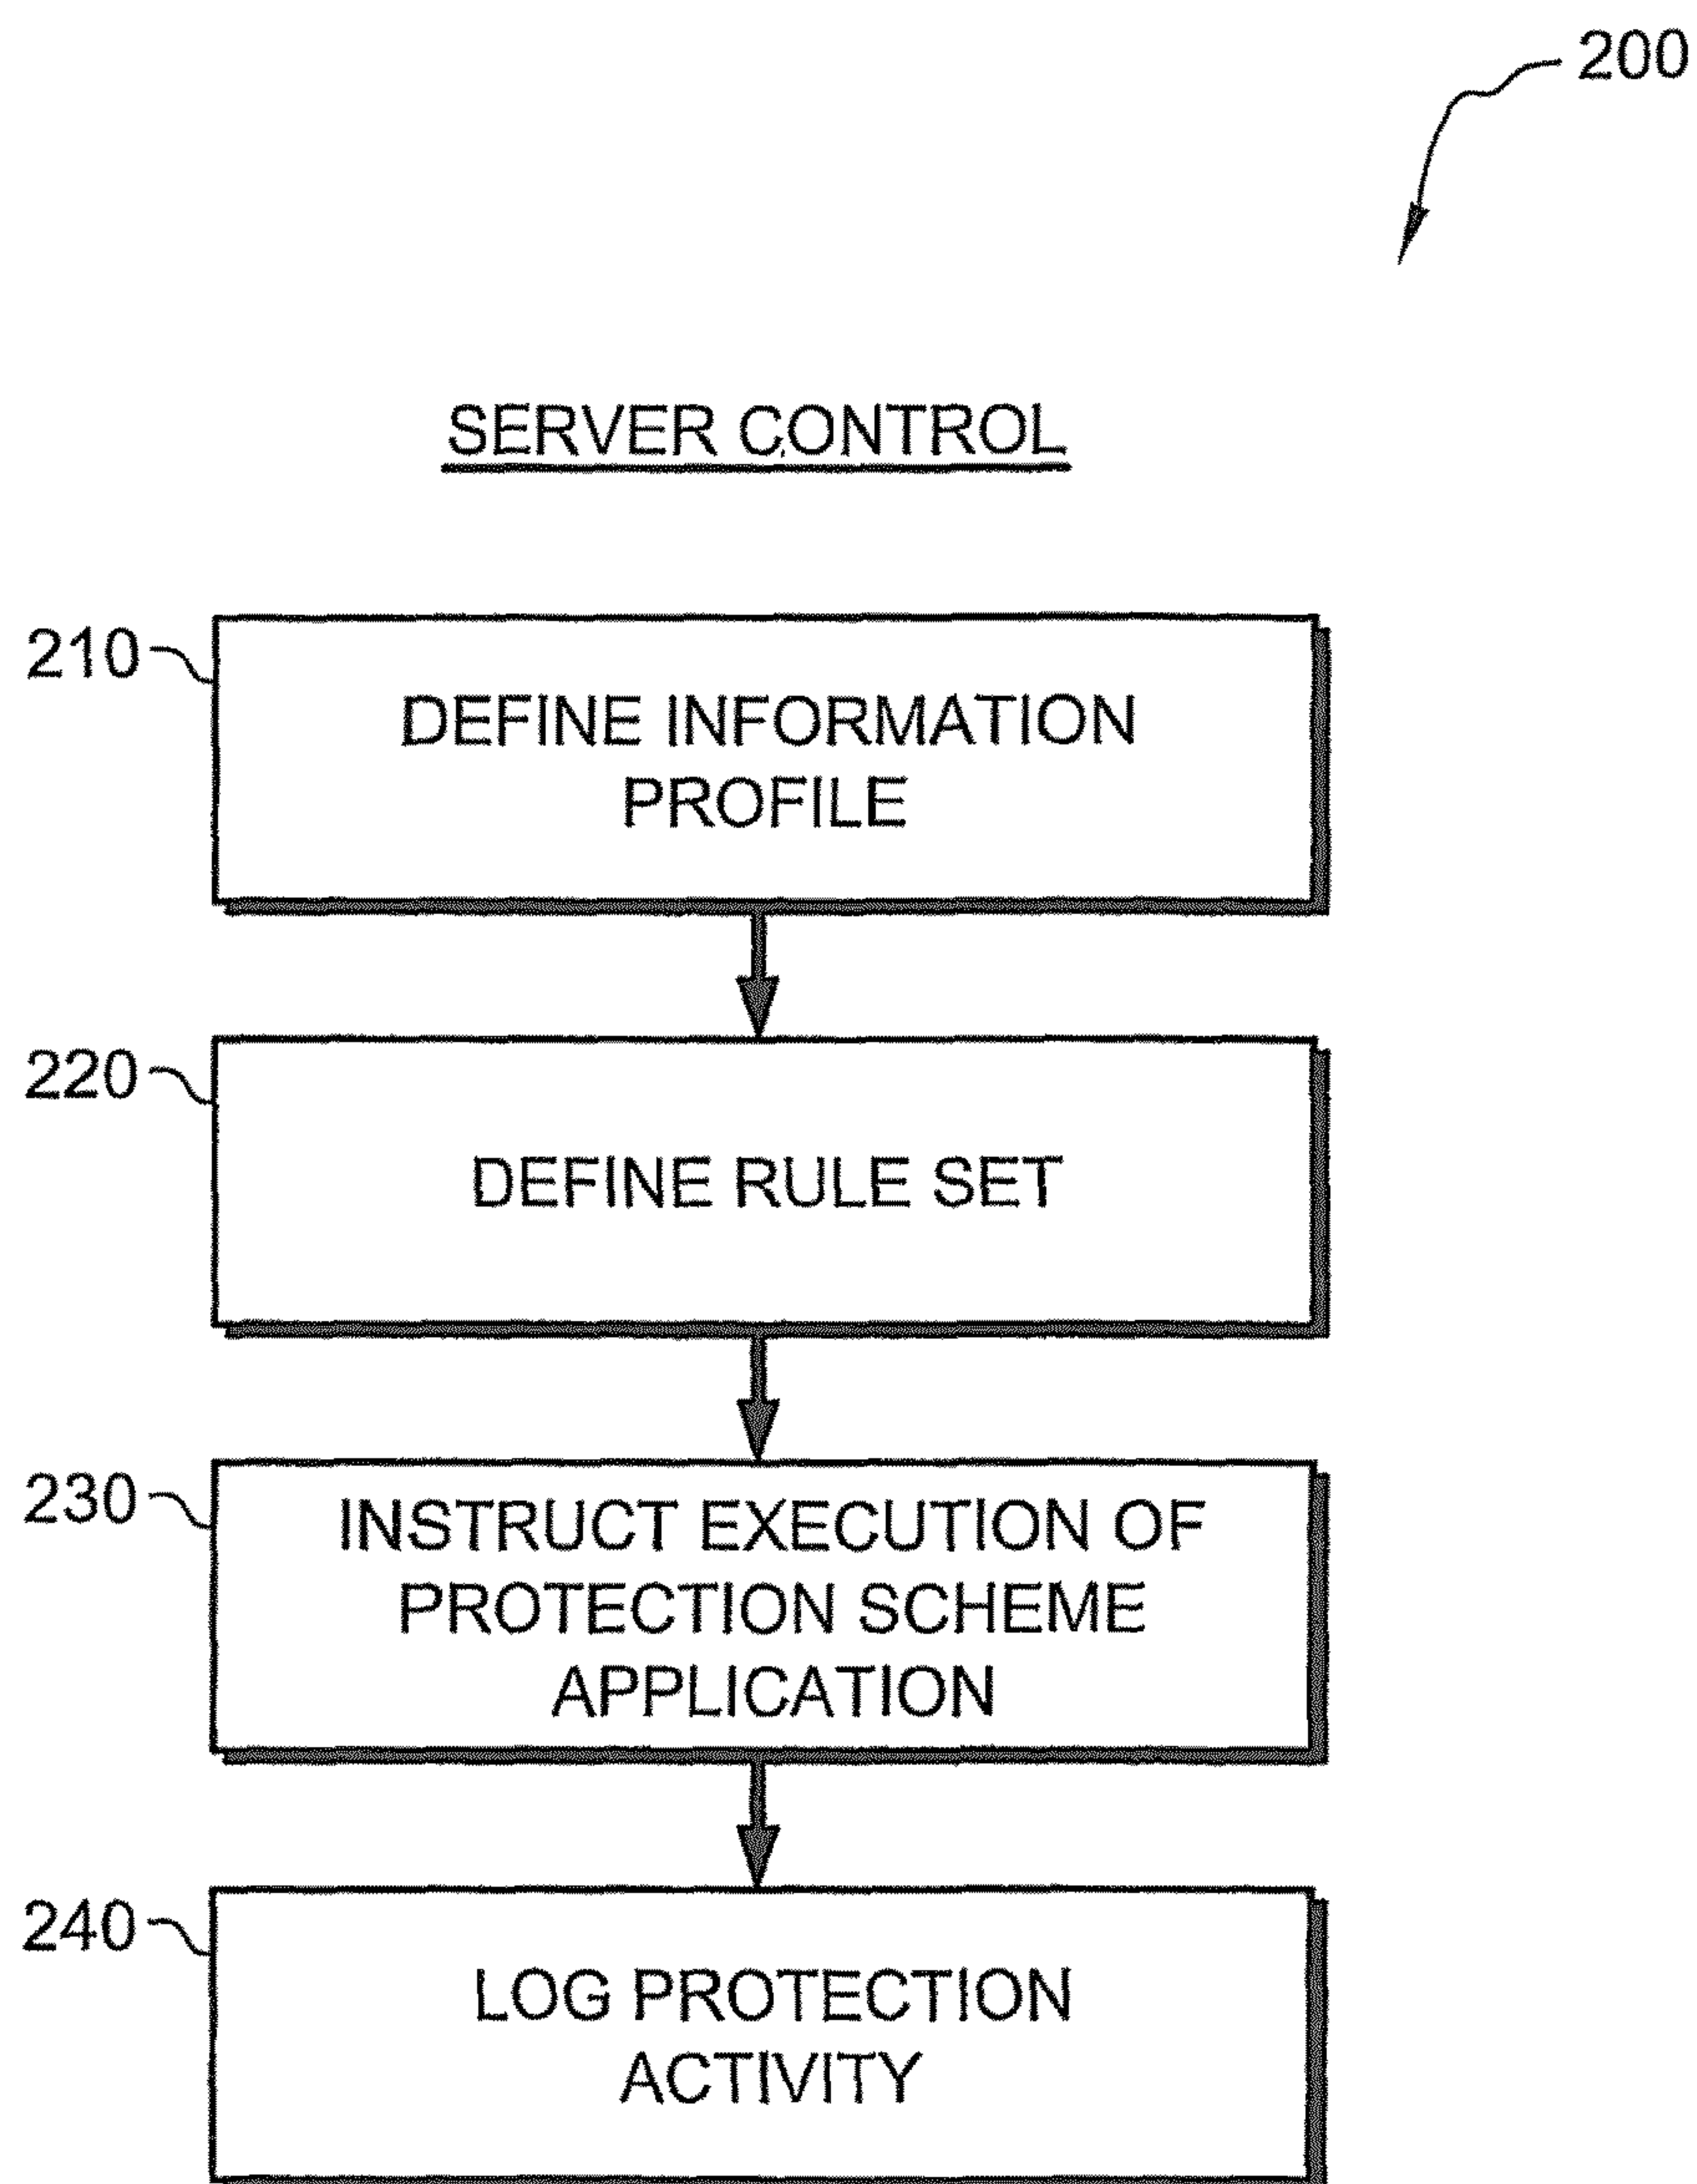 200
SERVER CONTROL
210
DEFINE INFORMATION
PROFILE
220
DEFINE RULE SET
230
INSTRUCT EXECUTION OF
PROTECTION SCHEME
APPLICATION
240
LOG PROTECTION
ACTIVITY